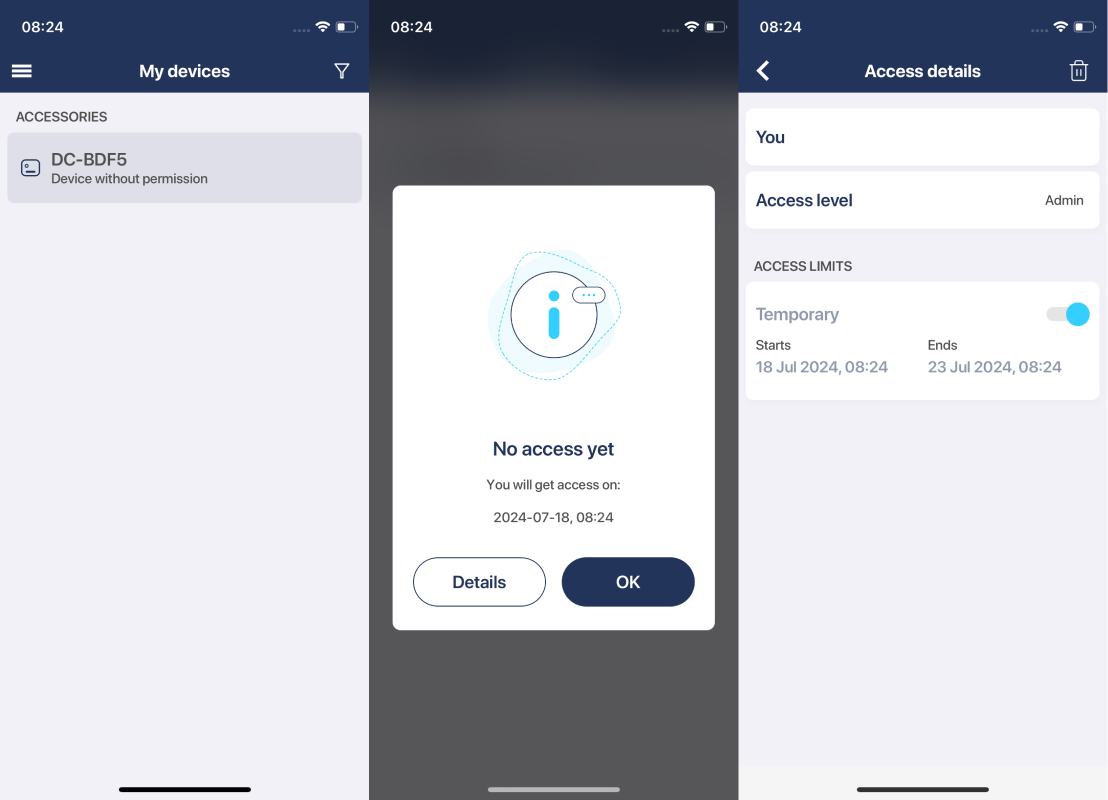 08:24
My devices
ACCESSORIES
DC-BDF5
Device without permission
08:24
No access yet
You will get access on:
2024-07-18, 08:24
Details
OK
08:24
Access details
You
Access level
Admin
ACCESS LIMITS
Temporary
Starts
Ends
18 Jul 2024, 08:24
23 Jul 2024, 08:24